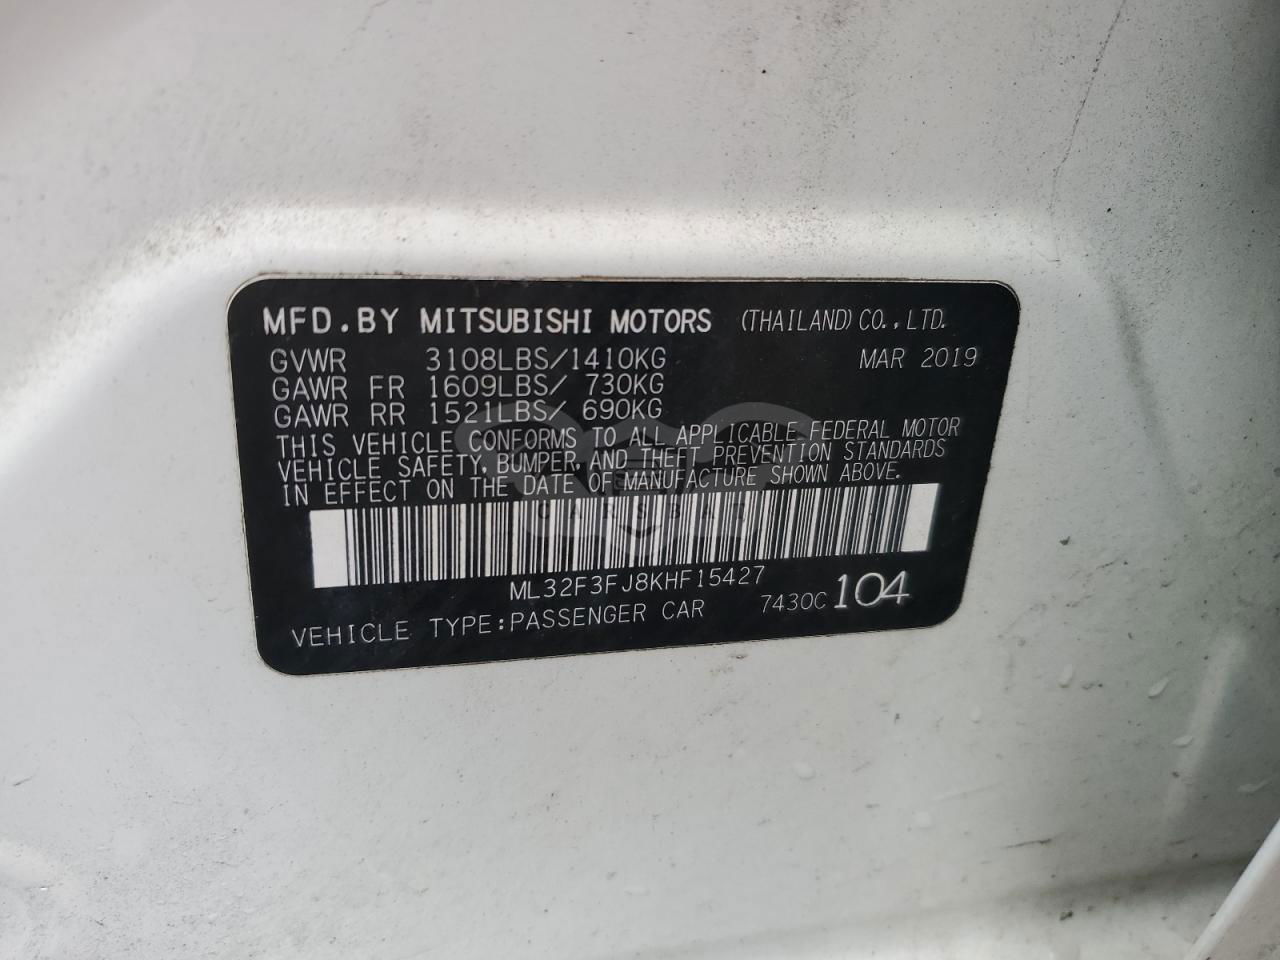 MFD.BY MITSUBISHI MOTORS (THAILAND) CO., LTD.
GVWR 3108LBS/1410KG MAR 2019
GAWR FR 1609LBS/ 730KG
GAWR RR 1521LBS/ 690KG
THIS VEHICLE CONFORMS TO ALL APPLICABLE FEDERAL MOTOR
VEHICLE SAFETY, BUMPER, AND THEFT PREVENTION STANDARDS
IN EFFECT ON THE DATE OF MANUFACTURE SHOWN ABOVE.
CARSBAR
ML32F3FJ8KHF15427
VEHICLE TYPE:PASSENGER CAR 7430C 104